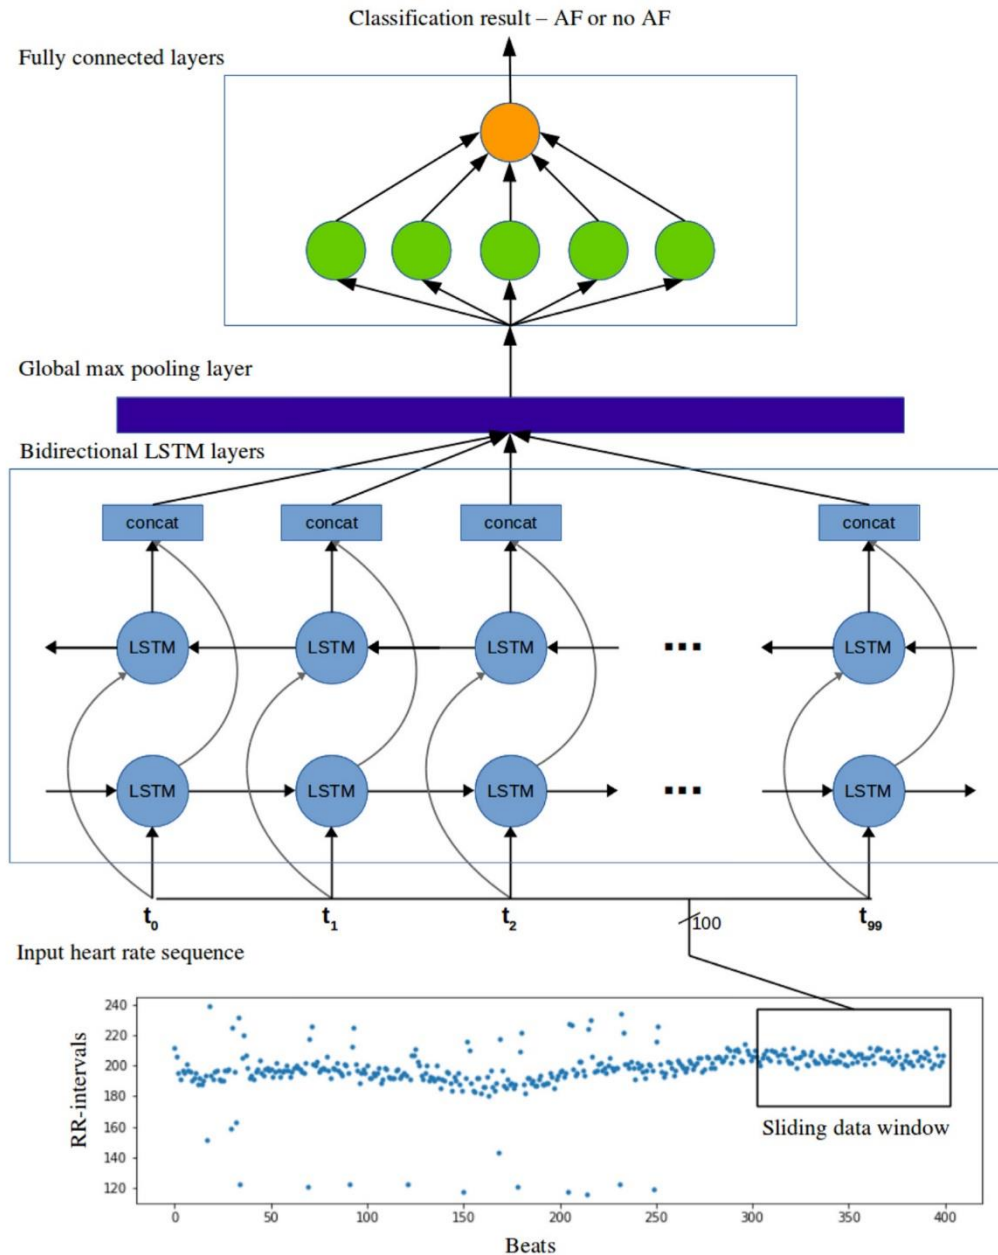 Classification result – AF or no AF
Fully connected layers
Global max pooling layer
Bidirectional LSTM layers
concat concat concat concat
LSTM LSTM LSTM ... LSTM
LSTM LSTM LSTM ... LSTM
t₀ t₁ t₂ 100 t₉₉
Input heart rate sequence
240
220
200
180
160
140
120
RR-intervals
Sliding data window
0 50 100 150 200 250 300 350 400
Beats